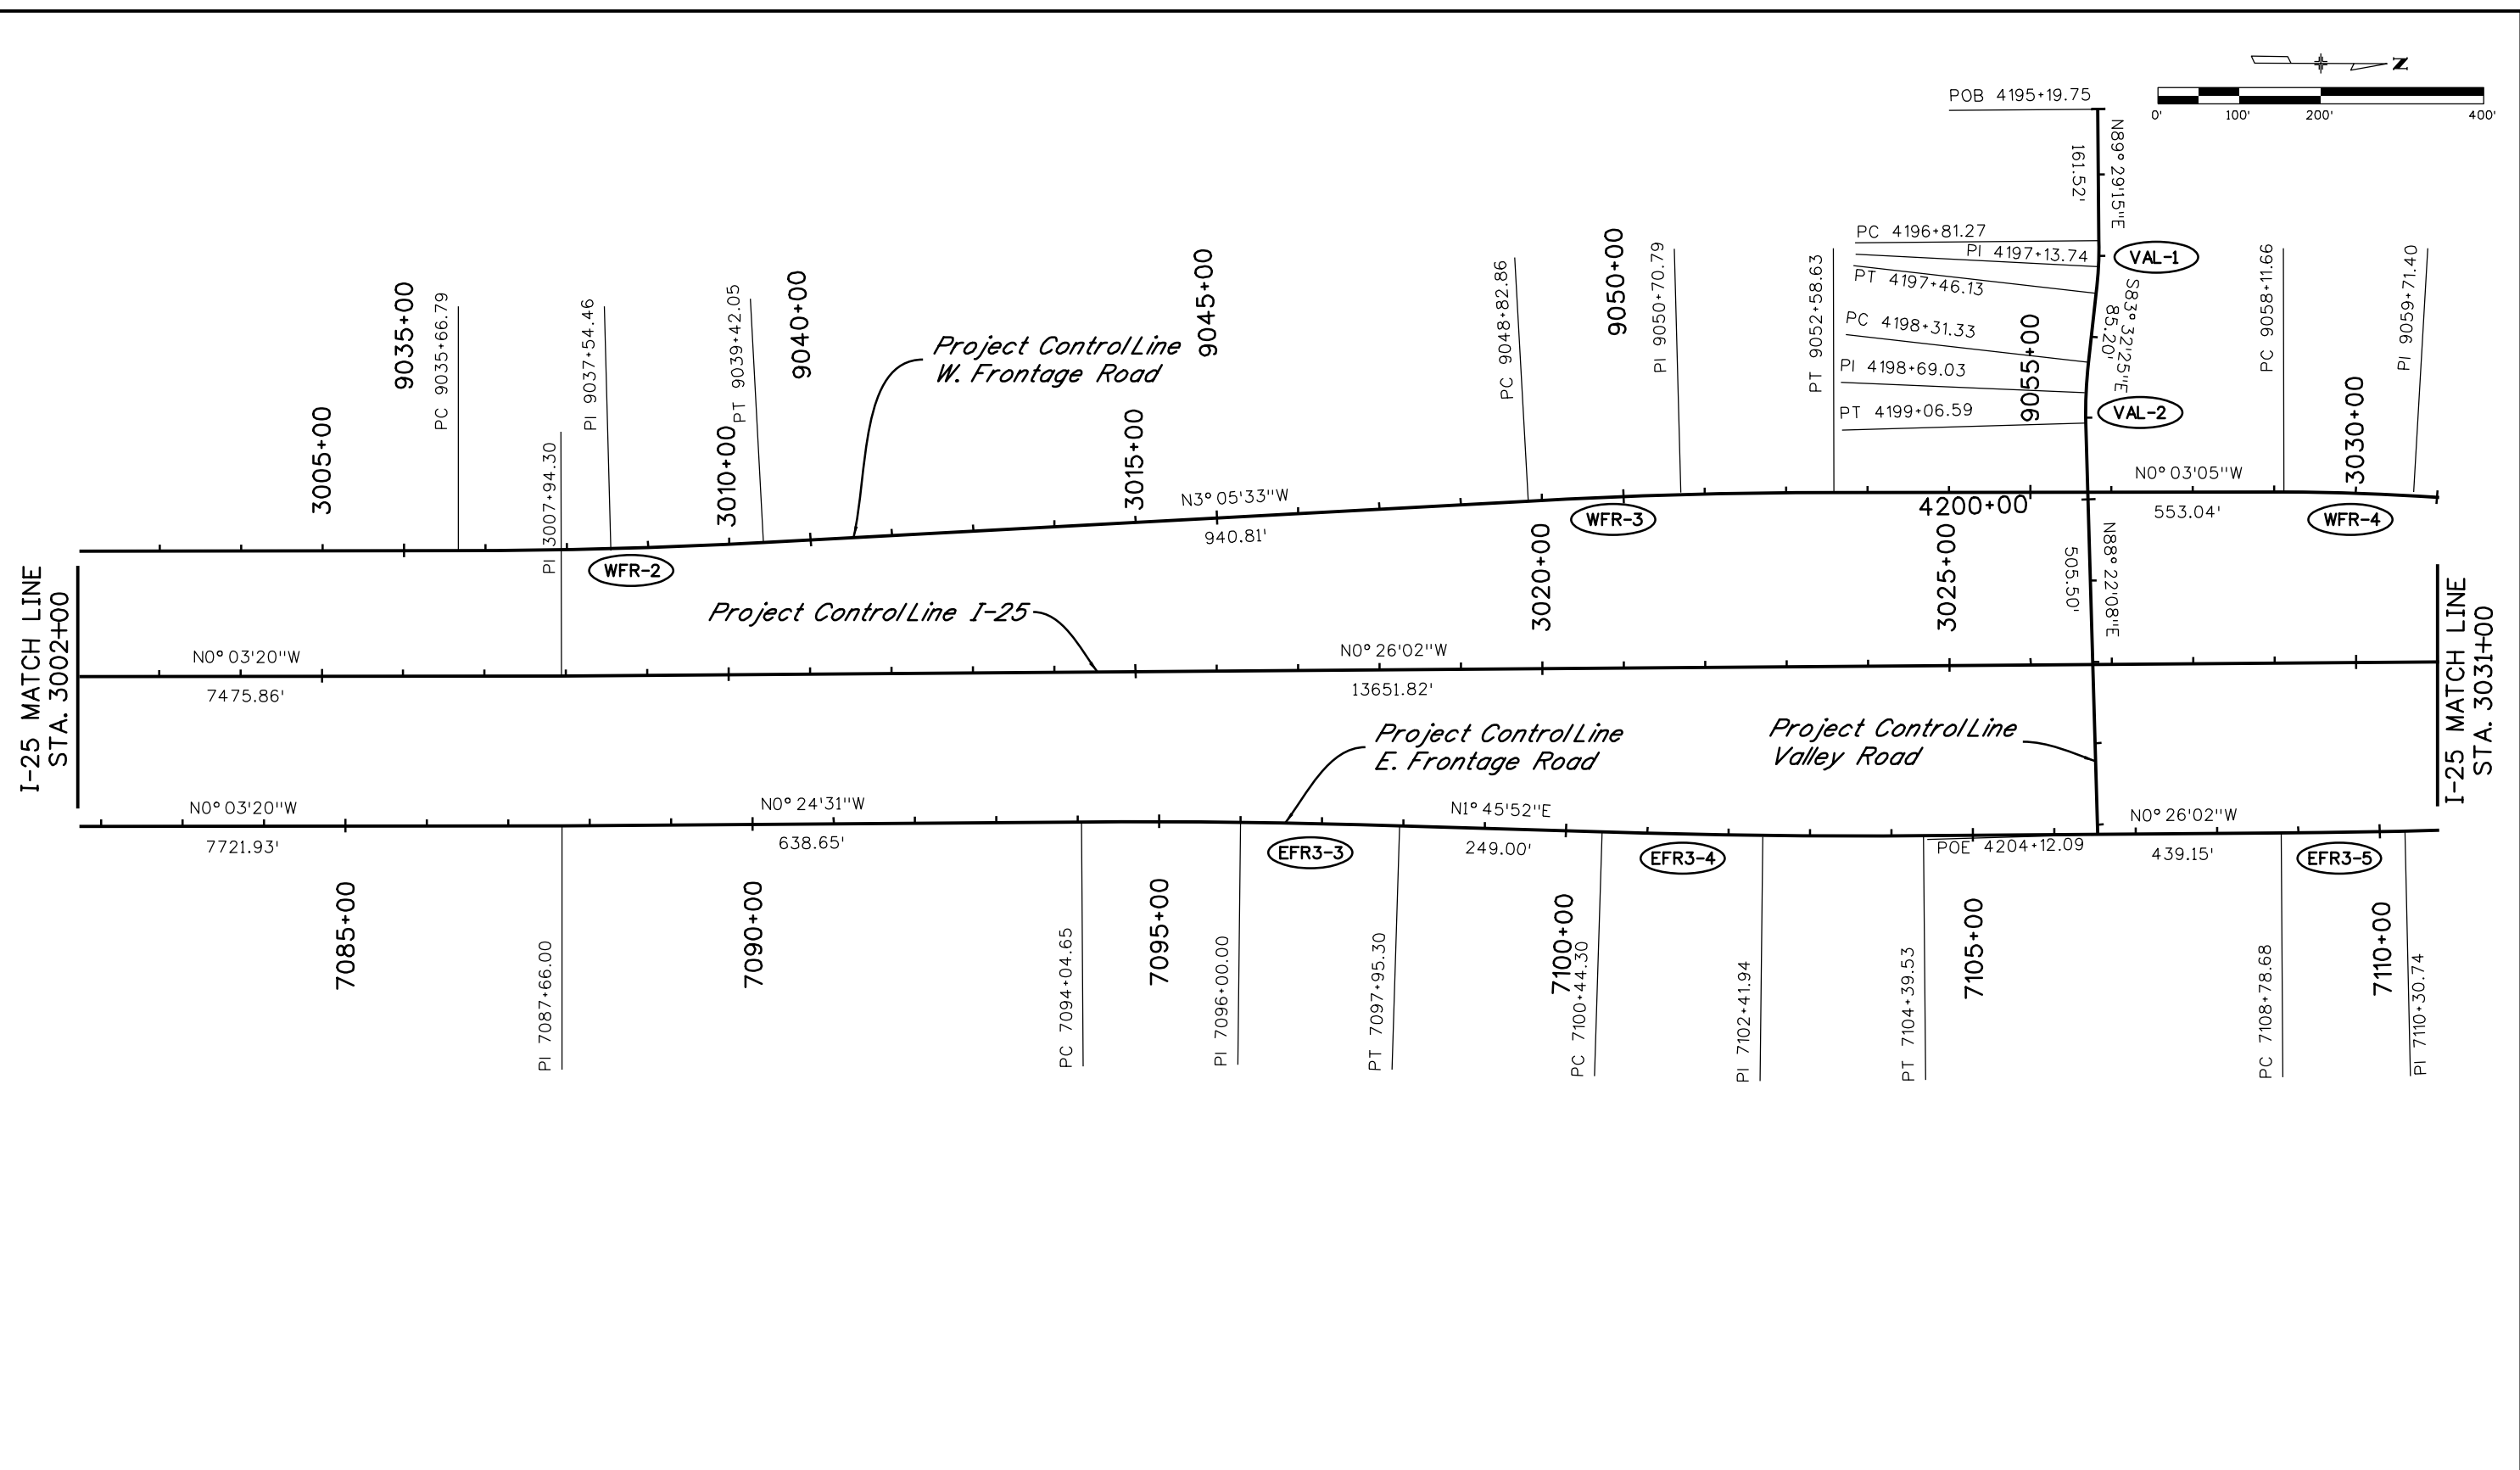 N
0' 100' 200' 400'
POB 4195+19.75
N89° 29'15"E
161.52'
PC 4196+81.27
PI 4197+13.74
VAL-1
PT 4197+46.13
S83° 32'25"E
85.20'
PC 4198+31.33
PI 4198+69.03
PT 4199+06.59
VAL-2
9035+00
PC 9035+66.79
PI 9037+54.46
PT 9039+42.05
9040+00
9045+00
PC 9048+82.86
9050+00
PI 9050+70.79
PT 9052+58.63
9055+00
PC 9058+11.66
PI 9059+71.40
Project Control Line
W. Frontage Road
3005+00
PI 3007+94.30
3010+00
3015+00
3020+00
3025+00
3030+00
WFR-2
N3° 05'33"W
940.81'
WFR-3
4200+00
N0° 03'05"W
553.04'
WFR-4
N88° 22'08"E
505.50'
I-25 MATCH LINE
STA. 3002+00
Project Control Line I-25
N0° 03'20"W
7475.86'
N0° 26'02"W
13651.82'
I-25 MATCH LINE
STA. 3031+00
Project Control Line
E. Frontage Road
Project Control Line
Valley Road
N0° 03'20"W
7721.93'
N0° 24'31"W
638.65'
EFR3-3
N1° 45'52"E
249.00'
EFR3-4
POE 4204+12.09
N0° 26'02"W
439.15'
EFR3-5
7085+00
PI 7087+66.00
7090+00
PC 7094+04.65
7095+00
PI 7096+00.00
PT 7097+95.30
7100+00
PC 7100+44.30
PI 7102+41.94
PT 7104+39.53
7105+00
PC 7108+78.68
7110+00
PI 7110+30.74